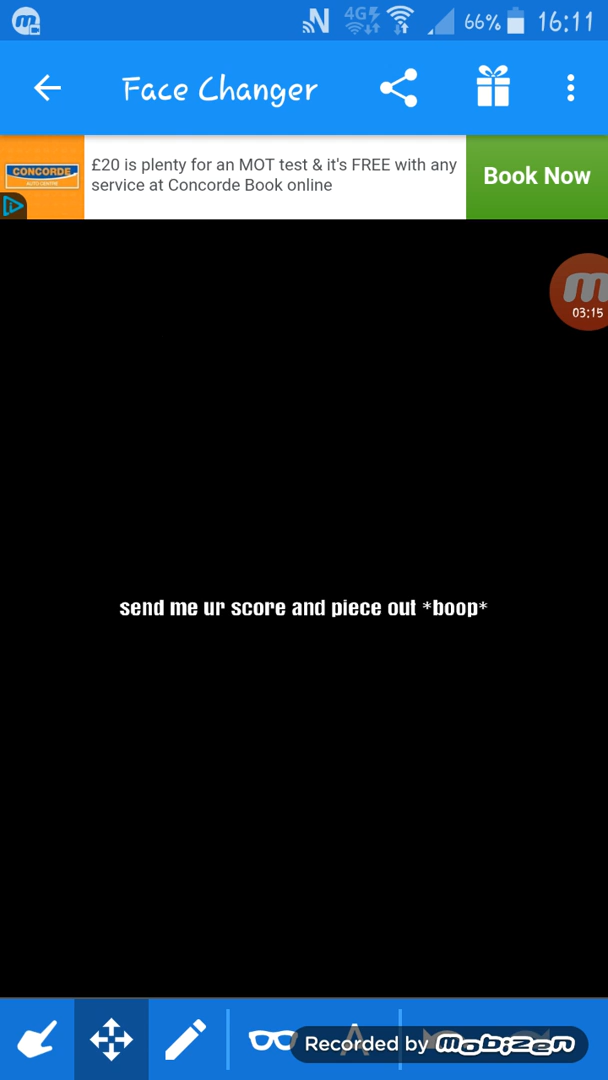 4G 66% 16:11
Face Changer
CONCORDE
AUTO CENTRE
£20 is plenty for an MOT test & it's FREE with any
service at Concorde Book online
Book Now
03:15
send me ur score and piece out *boop*
A
Recorded by mobizen